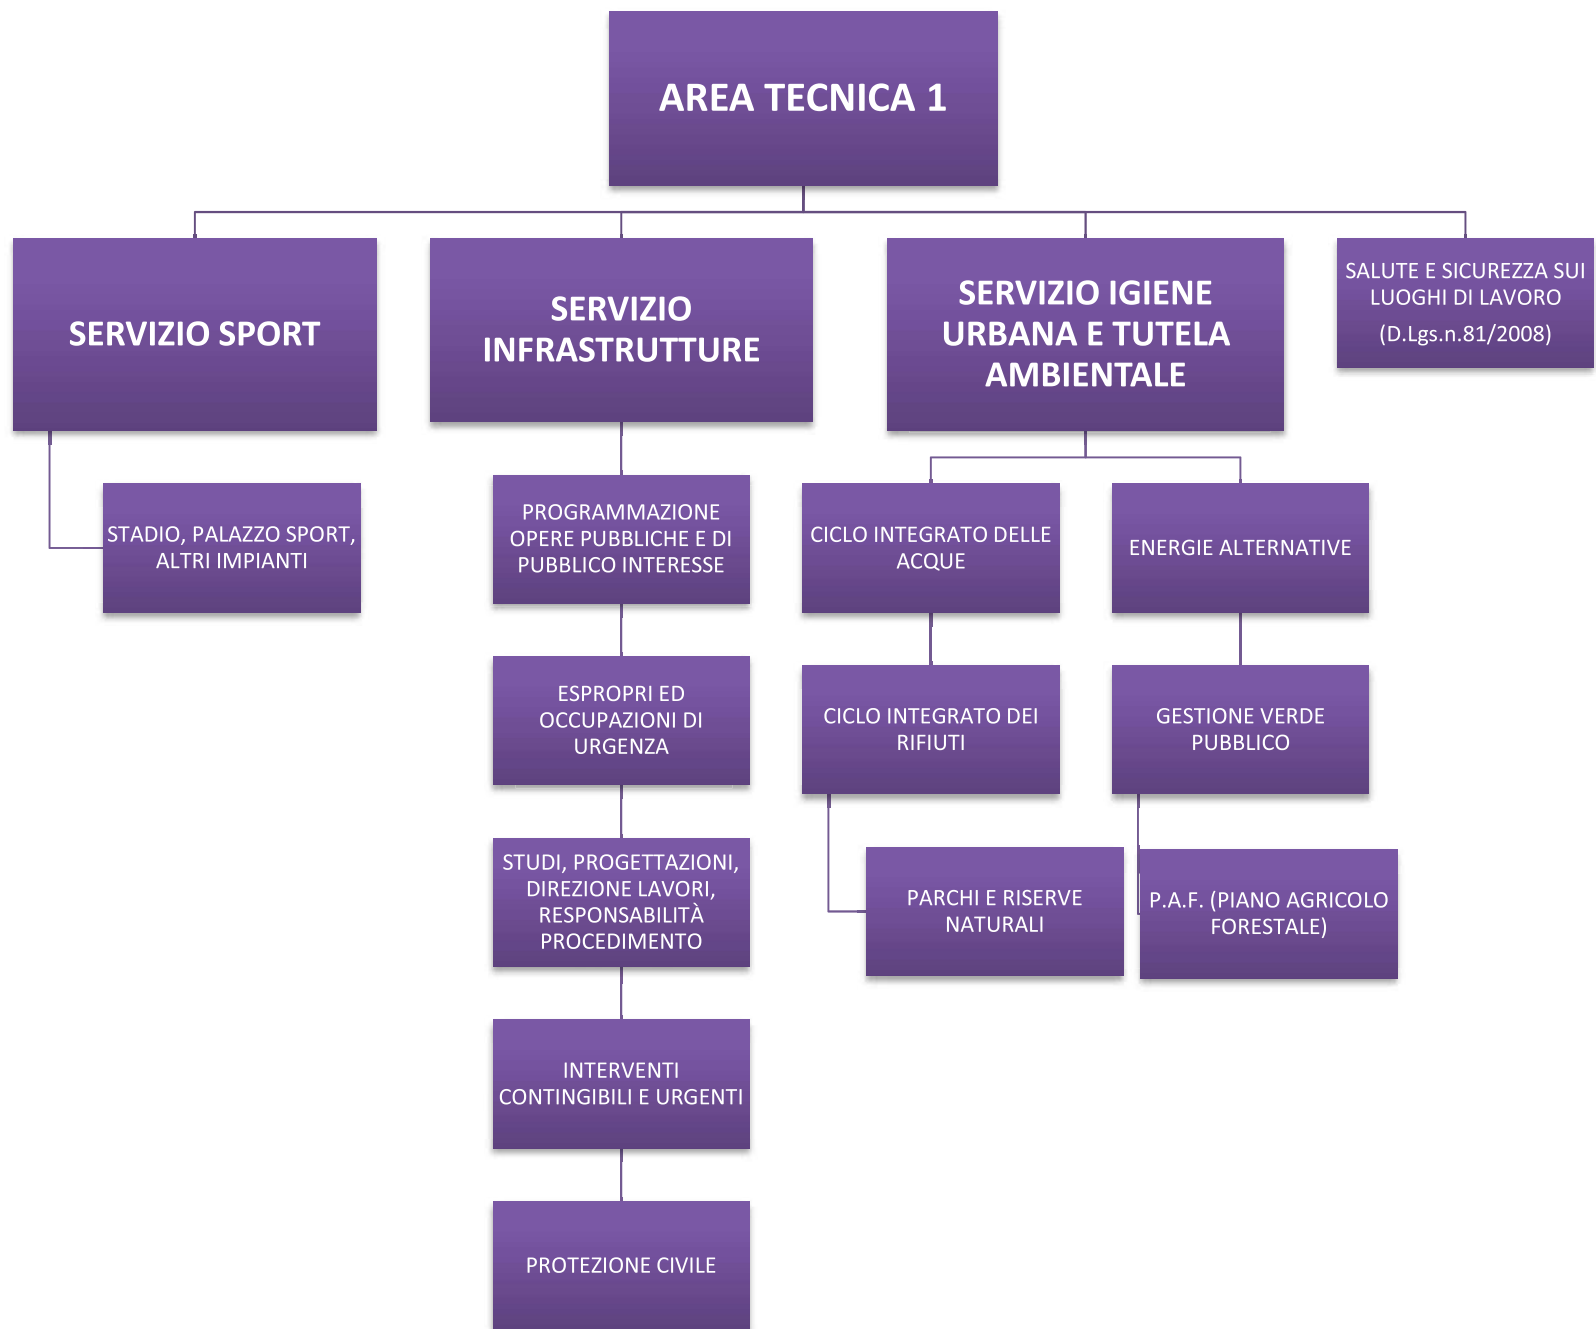 AREA TECNICA 1
SERVIZIO SPORT
SERVIZIO
INFRASTRUTTURE
SERVIZIO IGIENE
URBANA E TUTELA
AMBIENTALE
SALUTE E SICUREZZA SUI
LUOGHI DI LAVORO
(D.Lgs.n.81/2008)
STADIO, PALAZZO SPORT,
ALTRI IMPIANTI
PROGRAMMAZIONE
OPERE PUBBLICHE E DI
PUBBLICO INTERESSE
CICLO INTEGRATO DELLE
ACQUE
ENERGIE ALTERNATIVE
ESPROPRI ED
OCCUPAZIONI DI
URGENZA
CICLO INTEGRATO DEI
RIFIUTI
GESTIONE VERDE
PUBBLICO
STUDI, PROGETTAZIONI,
DIREZIONE LAVORI,
RESPONSABILITÀ
PROCEDIMENTO
PARCHI E RISERVE
NATURALI
P.A.F. (PIANO AGRICOLO
FORESTALE)
INTERVENTI
CONTINGIBILI E URGENTI
PROTEZIONE CIVILE